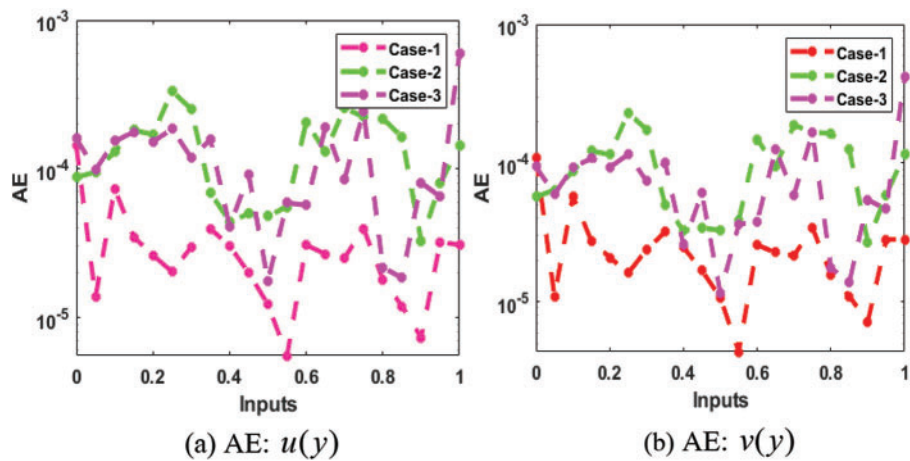 10^-3
10^-4
10^-5
AE
Case-1
Case-2
Case-3
0 0.2 0.4 0.6 0.8 1
Inputs
(a) AE: u(y)
10^-3
10^-4
10^-5
AE
Case-1
Case-2
Case-3
0 0.2 0.4 0.6 0.8 1
Inputs
(b) AE: v(y)